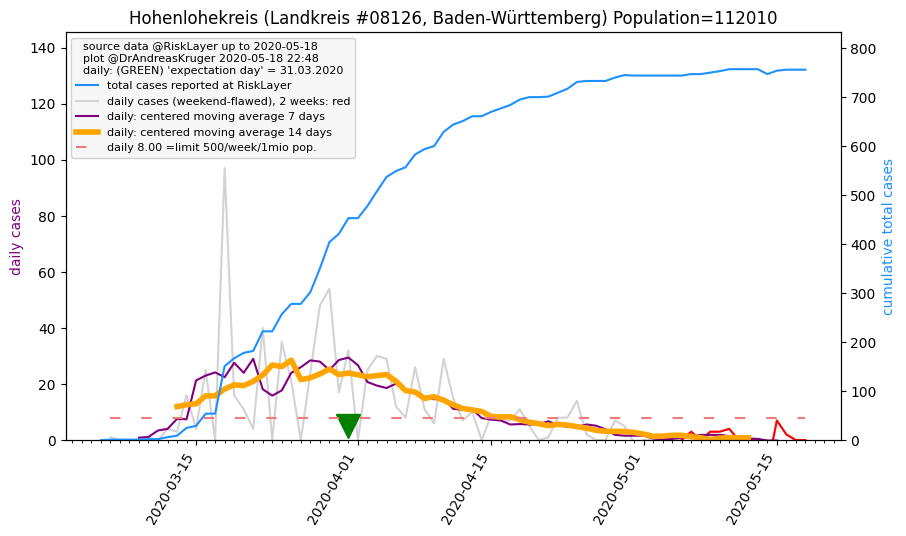 Hohenlohekreis (Landkreis #08126, Baden-Württemberg) Population=112010
source data @RiskLayer up to 2020-05-18
plot @DrAndreasKruger 2020-05-18 22:48
daily: (GREEN) 'expectation day' = 31.03.2020
total cases reported at RiskLayer
daily cases (weekend-flawed), 2 weeks: red
daily: centered moving average 7 days
daily: centered moving average 14 days
daily 8.00 =limit 500/week/1mio pop.
daily cases
140
120
100
80
60
40
20
0
800
700
600
500
400
300
200
100
0
cumulative total cases
2020-03-15
2020-04-01
2020-04-15
2020-05-01
2020-05-15